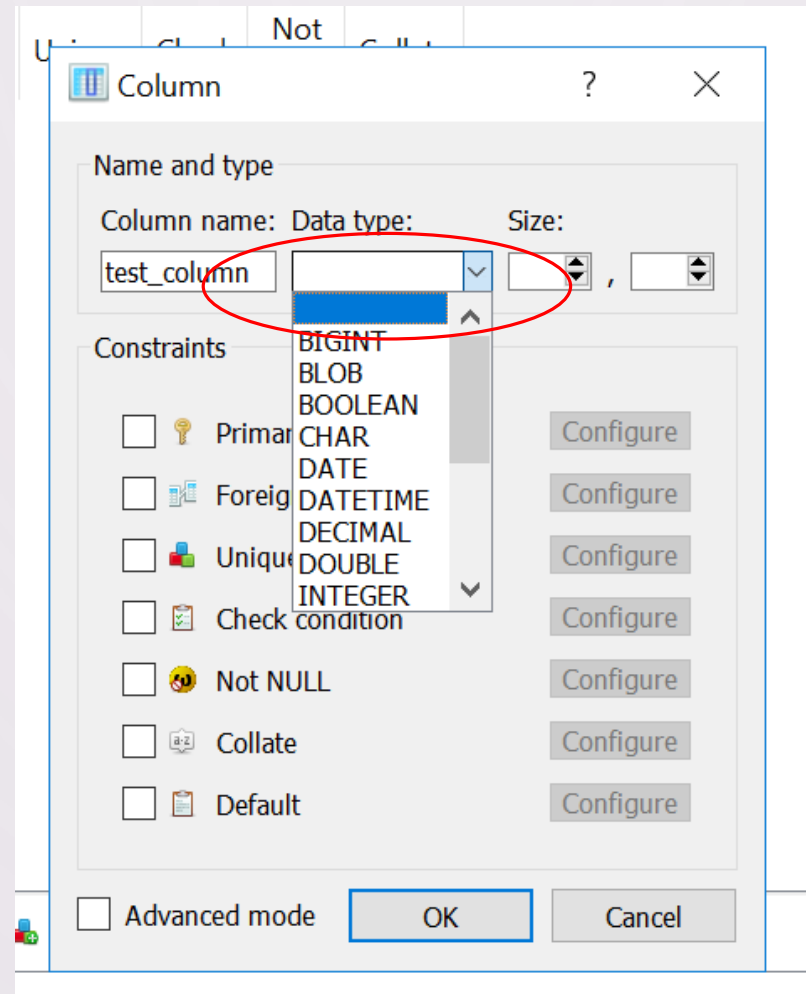 Not
Column ?
Name and type
Column name: Data type: Size:
test_column ,
BIGINT
Constraints
BLOB
BOOLEAN
CHAR Configure
DATE
DATETIME Configure
DECIMAL
DOUBLE Configure
INTEGER
Check condition Configure
Not NULL Configure
a-z Collate Configure
Default Configure
Advanced mode OK Cancel